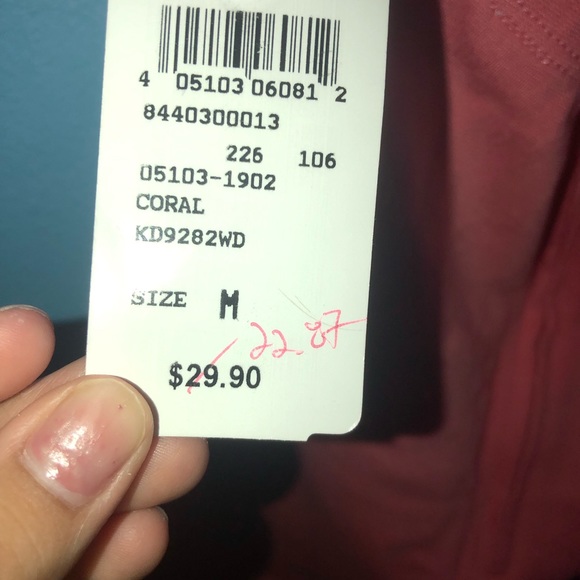 4 05103 06081 2
8440300013
226 106
05103-1902
CORAL
KD9282WD
SIZE M
22.87
$29.90